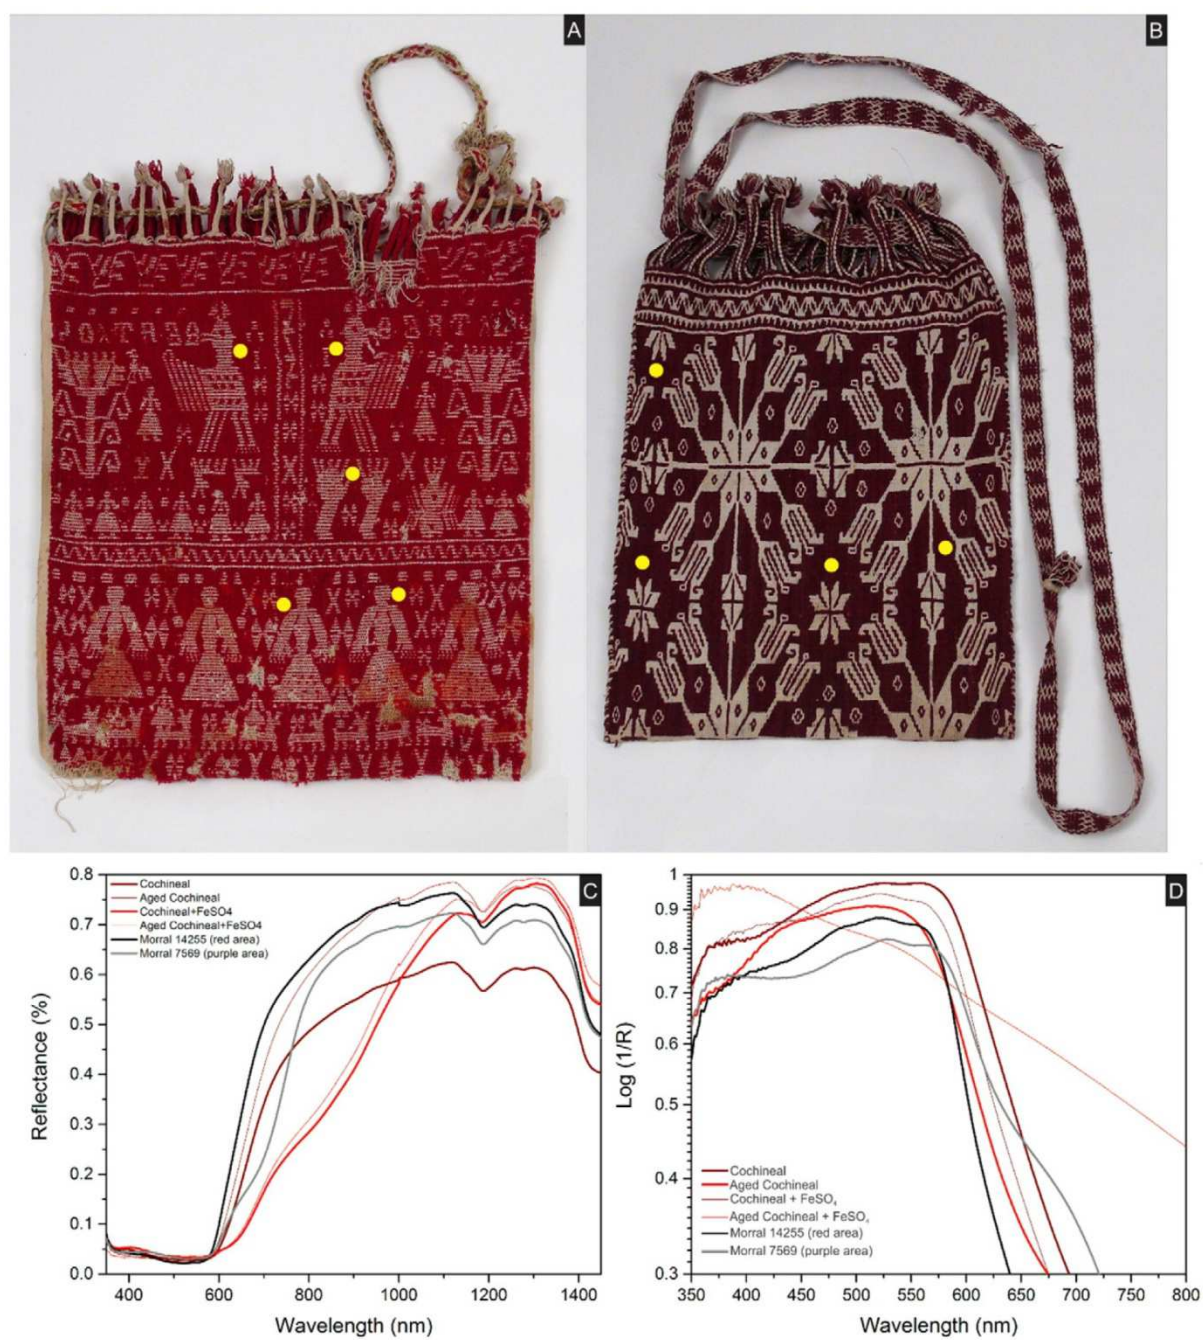 A
B
C
0.8
0.7
0.6
0.5
0.4
0.3
0.2
0.1
0.0
Reflectance (%)
Cochineal
Aged Cochineal
Cochineal+FeSO4
Aged Cochineal+FeSO4
Morral 14255 (red area)
Morral 7569 (purple area)
400 600 800 1000 1200 1400
Wavelength (nm)
D
1
0.9
0.8
0.7
0.6
0.5
0.4
0.3
Log (1/R)
Cochineal
Aged Cochineal
Cochineal + FeSO₄
Aged Cochineal + FeSO₄
Morral 14255 (red area)
Morral 7569 (purple area)
350 400 450 500 550 600 650 700 750 800
Wavelength (nm)